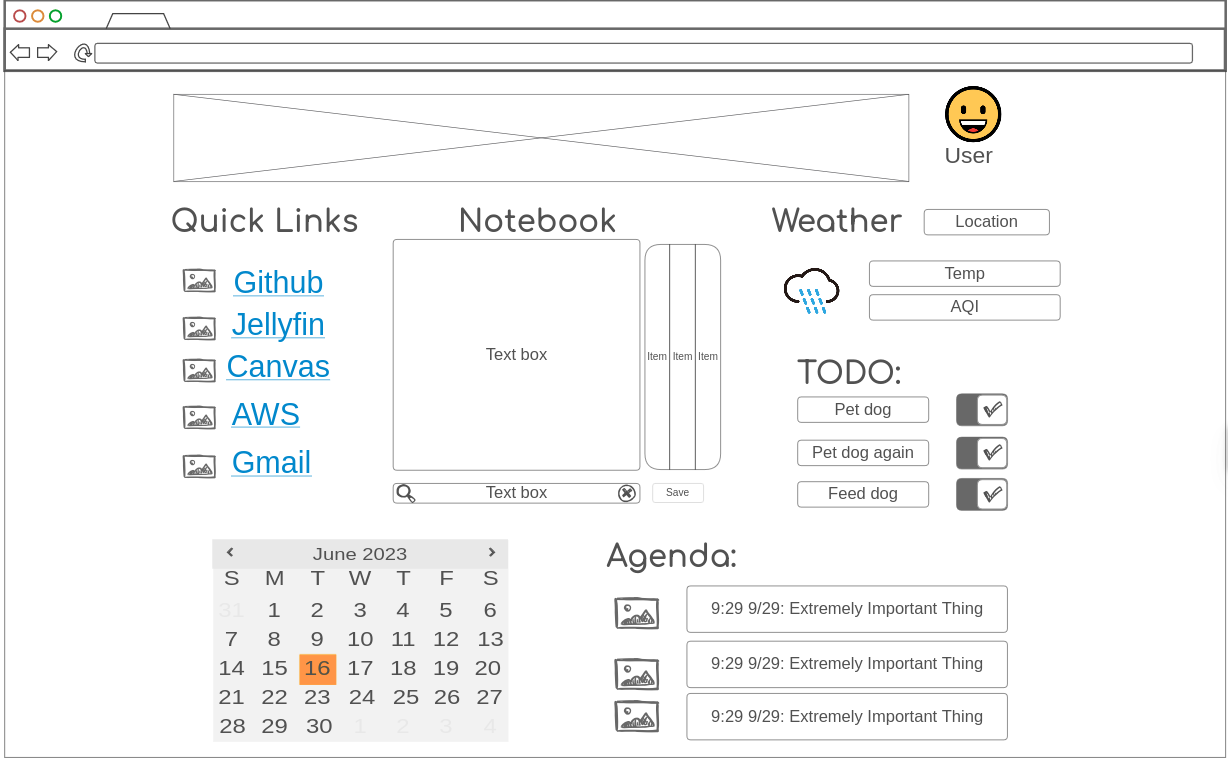 User
Quick Links
Notebook
Weather
Location
Github
Jellyfin
Canvas
AWS
Gmail
Text box
Item Item Item
Text box
Save
Temp
AQI
TODO:
Pet dog
Pet dog again
Feed dog
June 2023
S M T W T F S
31 1 2 3 4 5 6
7 8 9 10 11 12 13
14 15 16 17 18 19 20
21 22 23 24 25 26 27
28 29 30 1 2 3 4
Agenda:
9:29 9/29: Extremely Important Thing
9:29 9/29: Extremely Important Thing
9:29 9/29: Extremely Important Thing